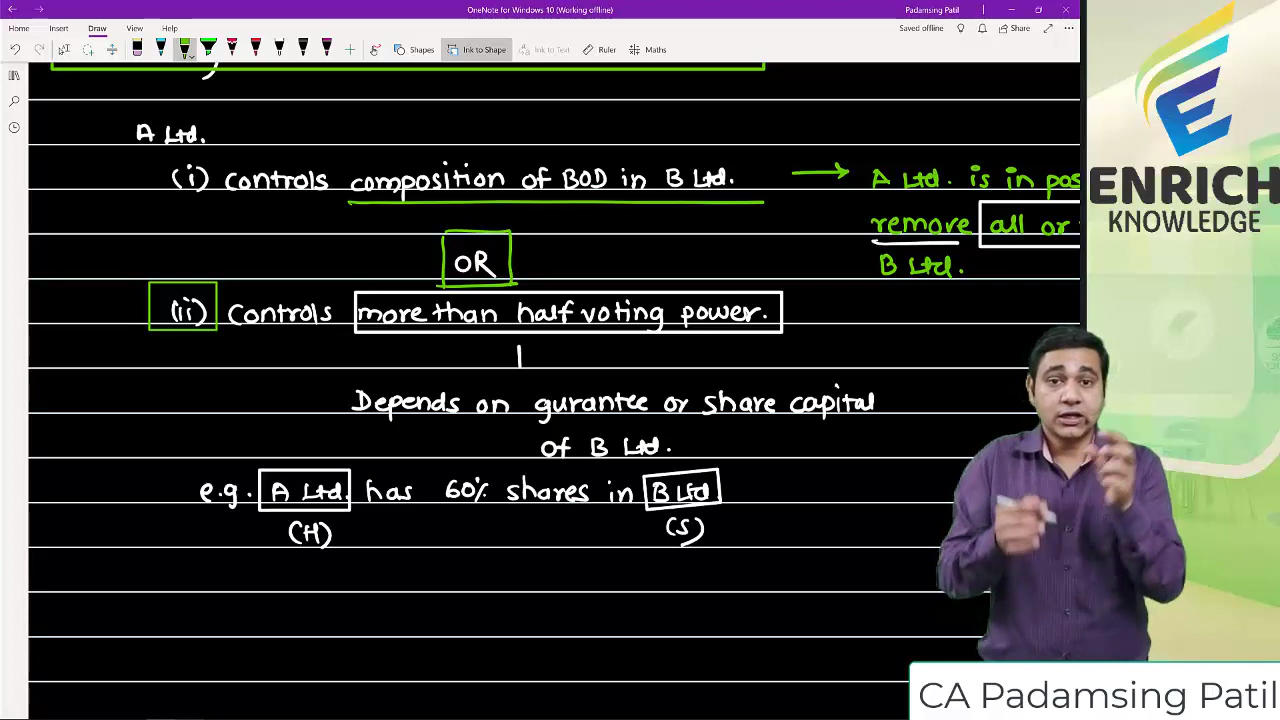 OneNote for Windows 10 (Working offline)
Padamsing Patil
Home Insert Draw View Help
Saved offline
Share
Shapes
Ink to Shape
Ink to Text
Ruler
Maths
A Ltd.
(i) controls composition of BOD in B Ltd.
A Ltd. is in pos
remove all or
B Ltd.
OR
(ii) controls more than half voting power.
Depends on gurantee or share capital
of B Ltd.
e.g. A Ltd. has 60% shares in B Ltd
(H)
(S)
ENRICH
KNOWLEDGE
CA Padamsing Patil